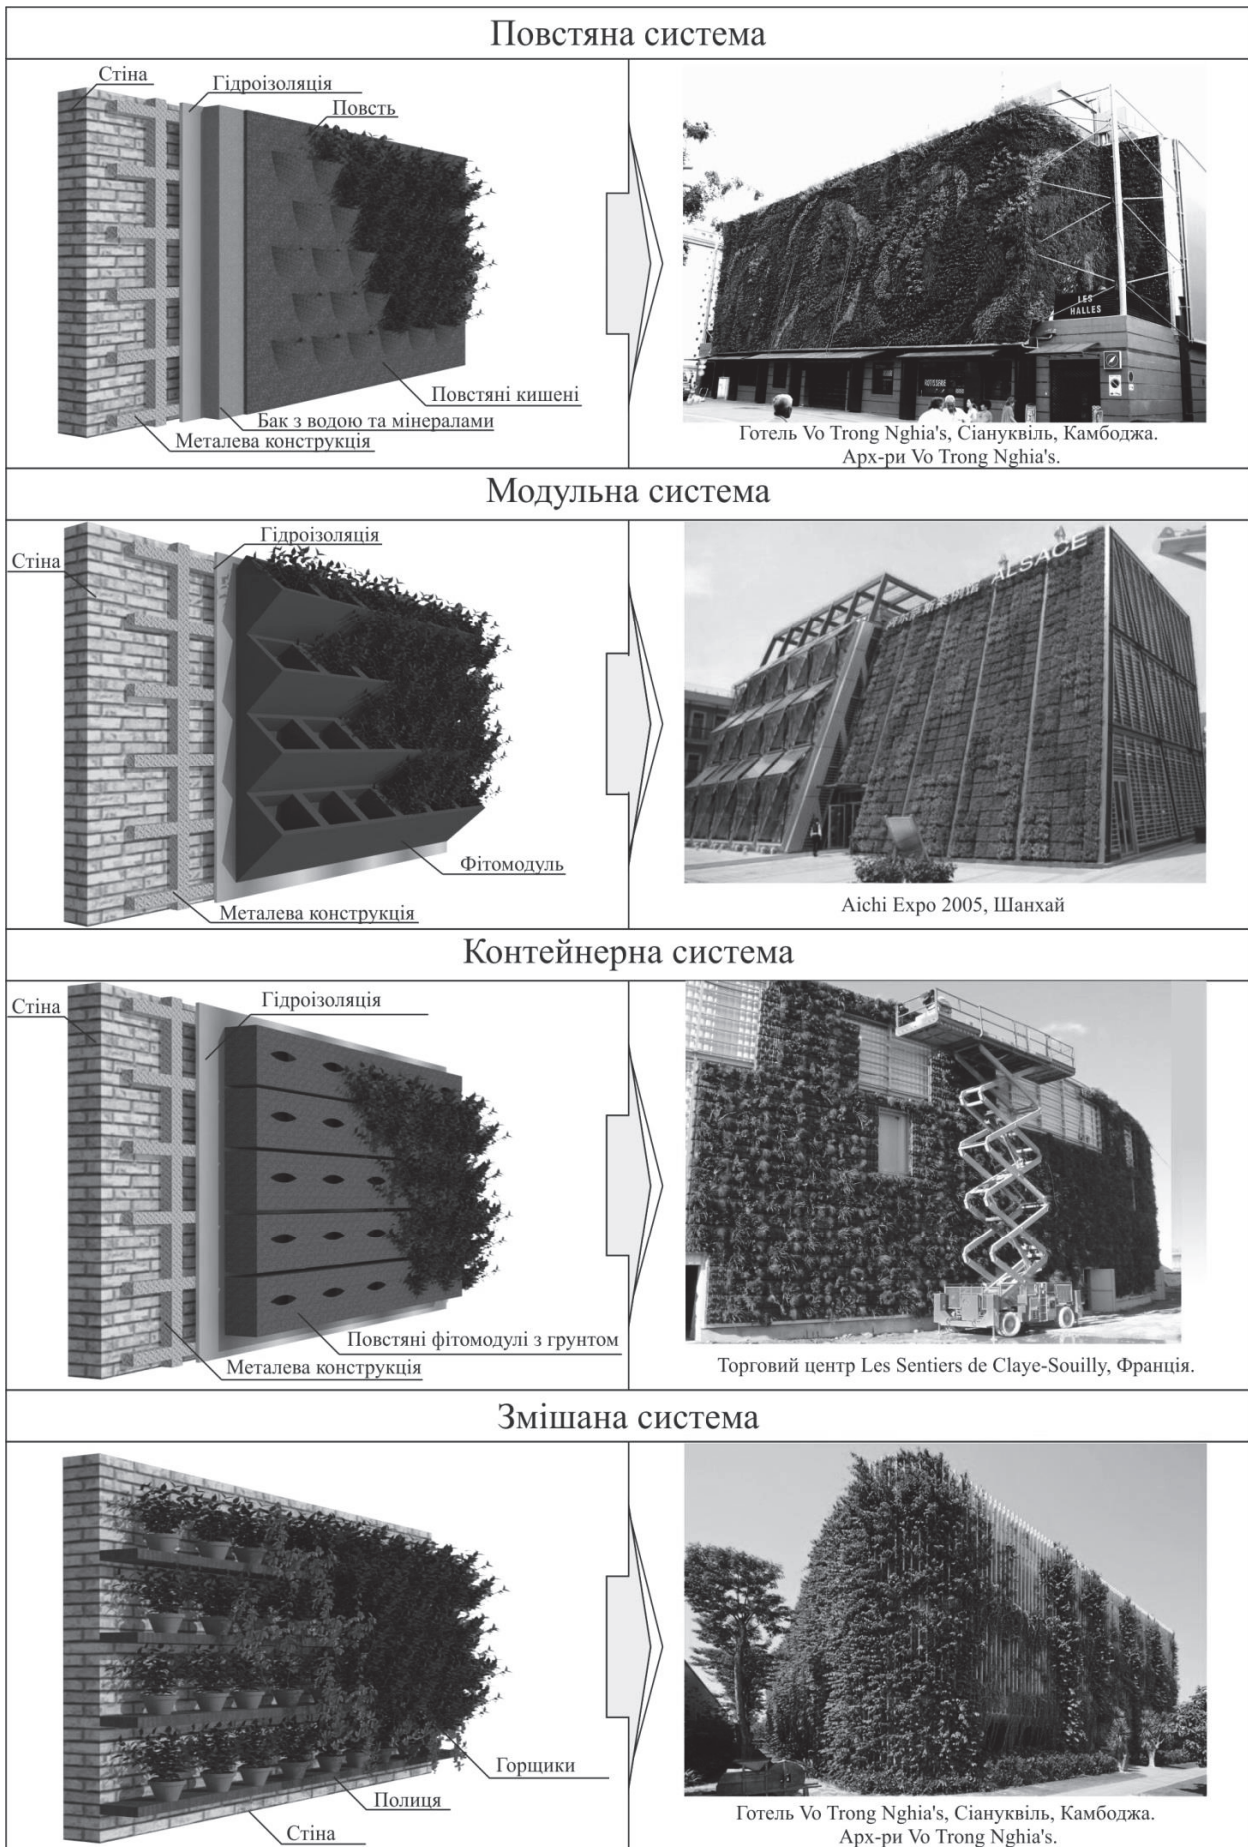 Повстяна система
Стіна
Гідроізоляція
Повсть
Повстяні кишені
Бак з водою та мінералами
Металева конструкція
LES
HALLES
ROTISSERIE
Готель Vo Trong Nghia's, Сіануквіль, Камбоджа.
Арх-ри Vo Trong Nghia's.
Модульна система
Гідроізоляція
Стіна
Фітомодуль
Металева конструкція
ALSACE
Aichi Expo 2005, Шанхай
Контейнерна система
Стіна
Гідроізоляція
Повстяні фітомодулі з грунтом
Металева конструкція
Торговий центр Les Sentiers de Claye-Souilly, Франція.
Змішана система
Горщики
Полиця
Стіна
Готель Vo Trong Nghia's, Сіануквіль, Камбоджа.
Арх-ри Vo Trong Nghia's.